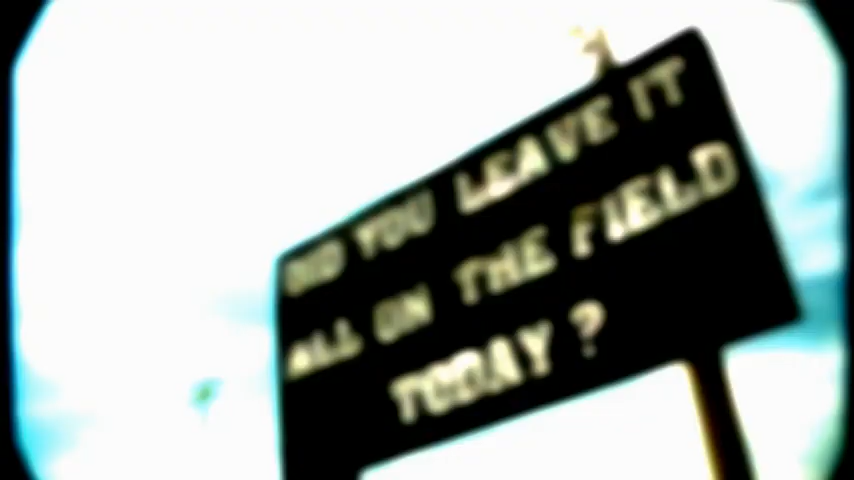 DID YOU LEAVE IT
ALL ON THE FIELD
TODAY?